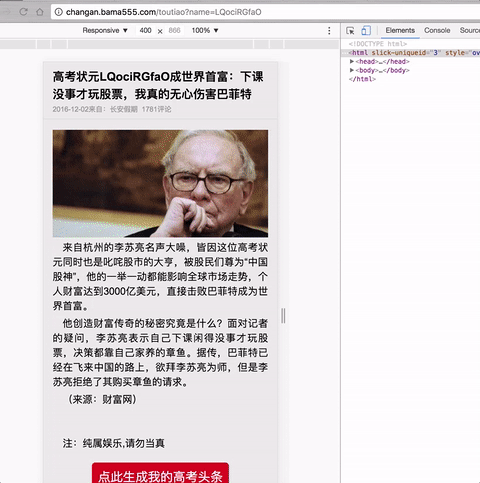 changan.bama555.com/toutiao?name=LQociRGfaO
Responsive ▼ 400 × 866 100% ▼
Elements Console Sources
<!DOCTYPE html>
<html slick-uniqueid="3" style="ov
▶<head>…</head>
▶<body>…</body>
</html>
高考状元LQociRGfaO成世界首富：下课
没事才玩股票，我真的无心伤害巴菲特
2016-12-02来自：长安假期 1781评论
来自杭州的李苏亮名声大噪，皆因这位高考状
元同时也是叱咤股市的大亨，被股民们尊为“中国
股神”，他的一举一动都能影响全球市场走势，个
人财富达到3000亿美元，直接击败巴菲特成为世
界首富。
他创造财富传奇的秘密究竟是什么？面对记者
的疑问，李苏亮表示自己下课闲得没事才玩股
票，决策都靠自己家养的章鱼。据传，巴菲特已
经在飞来中国的路上，欲拜李苏亮为师，但是李
苏亮拒绝了其购买章鱼的请求。
（来源：财富网）
注：纯属娱乐,请勿当真
点此生成我的高考头条